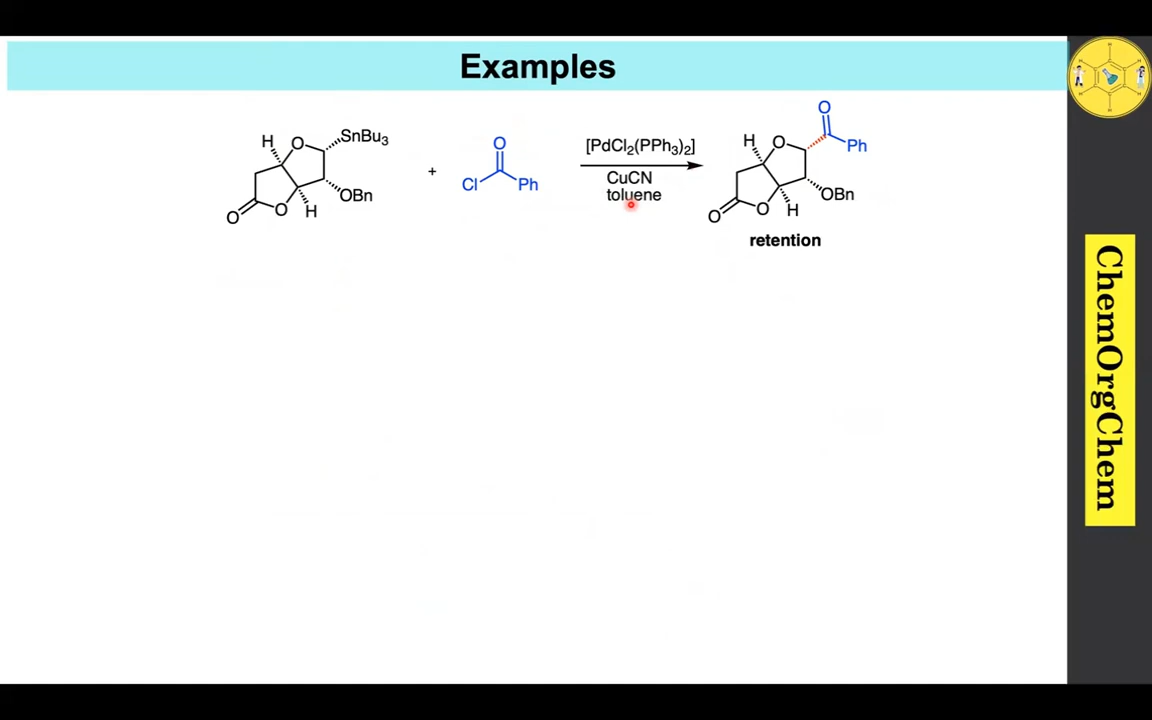 Examples
H
O
SnBu3
O
O
H
OBn
+
O
Cl
Ph
[PdCl2(PPh3)2]
CuCN
toluene
O
H
O
Ph
O
O
H
OBn
retention
ChemOrgChem